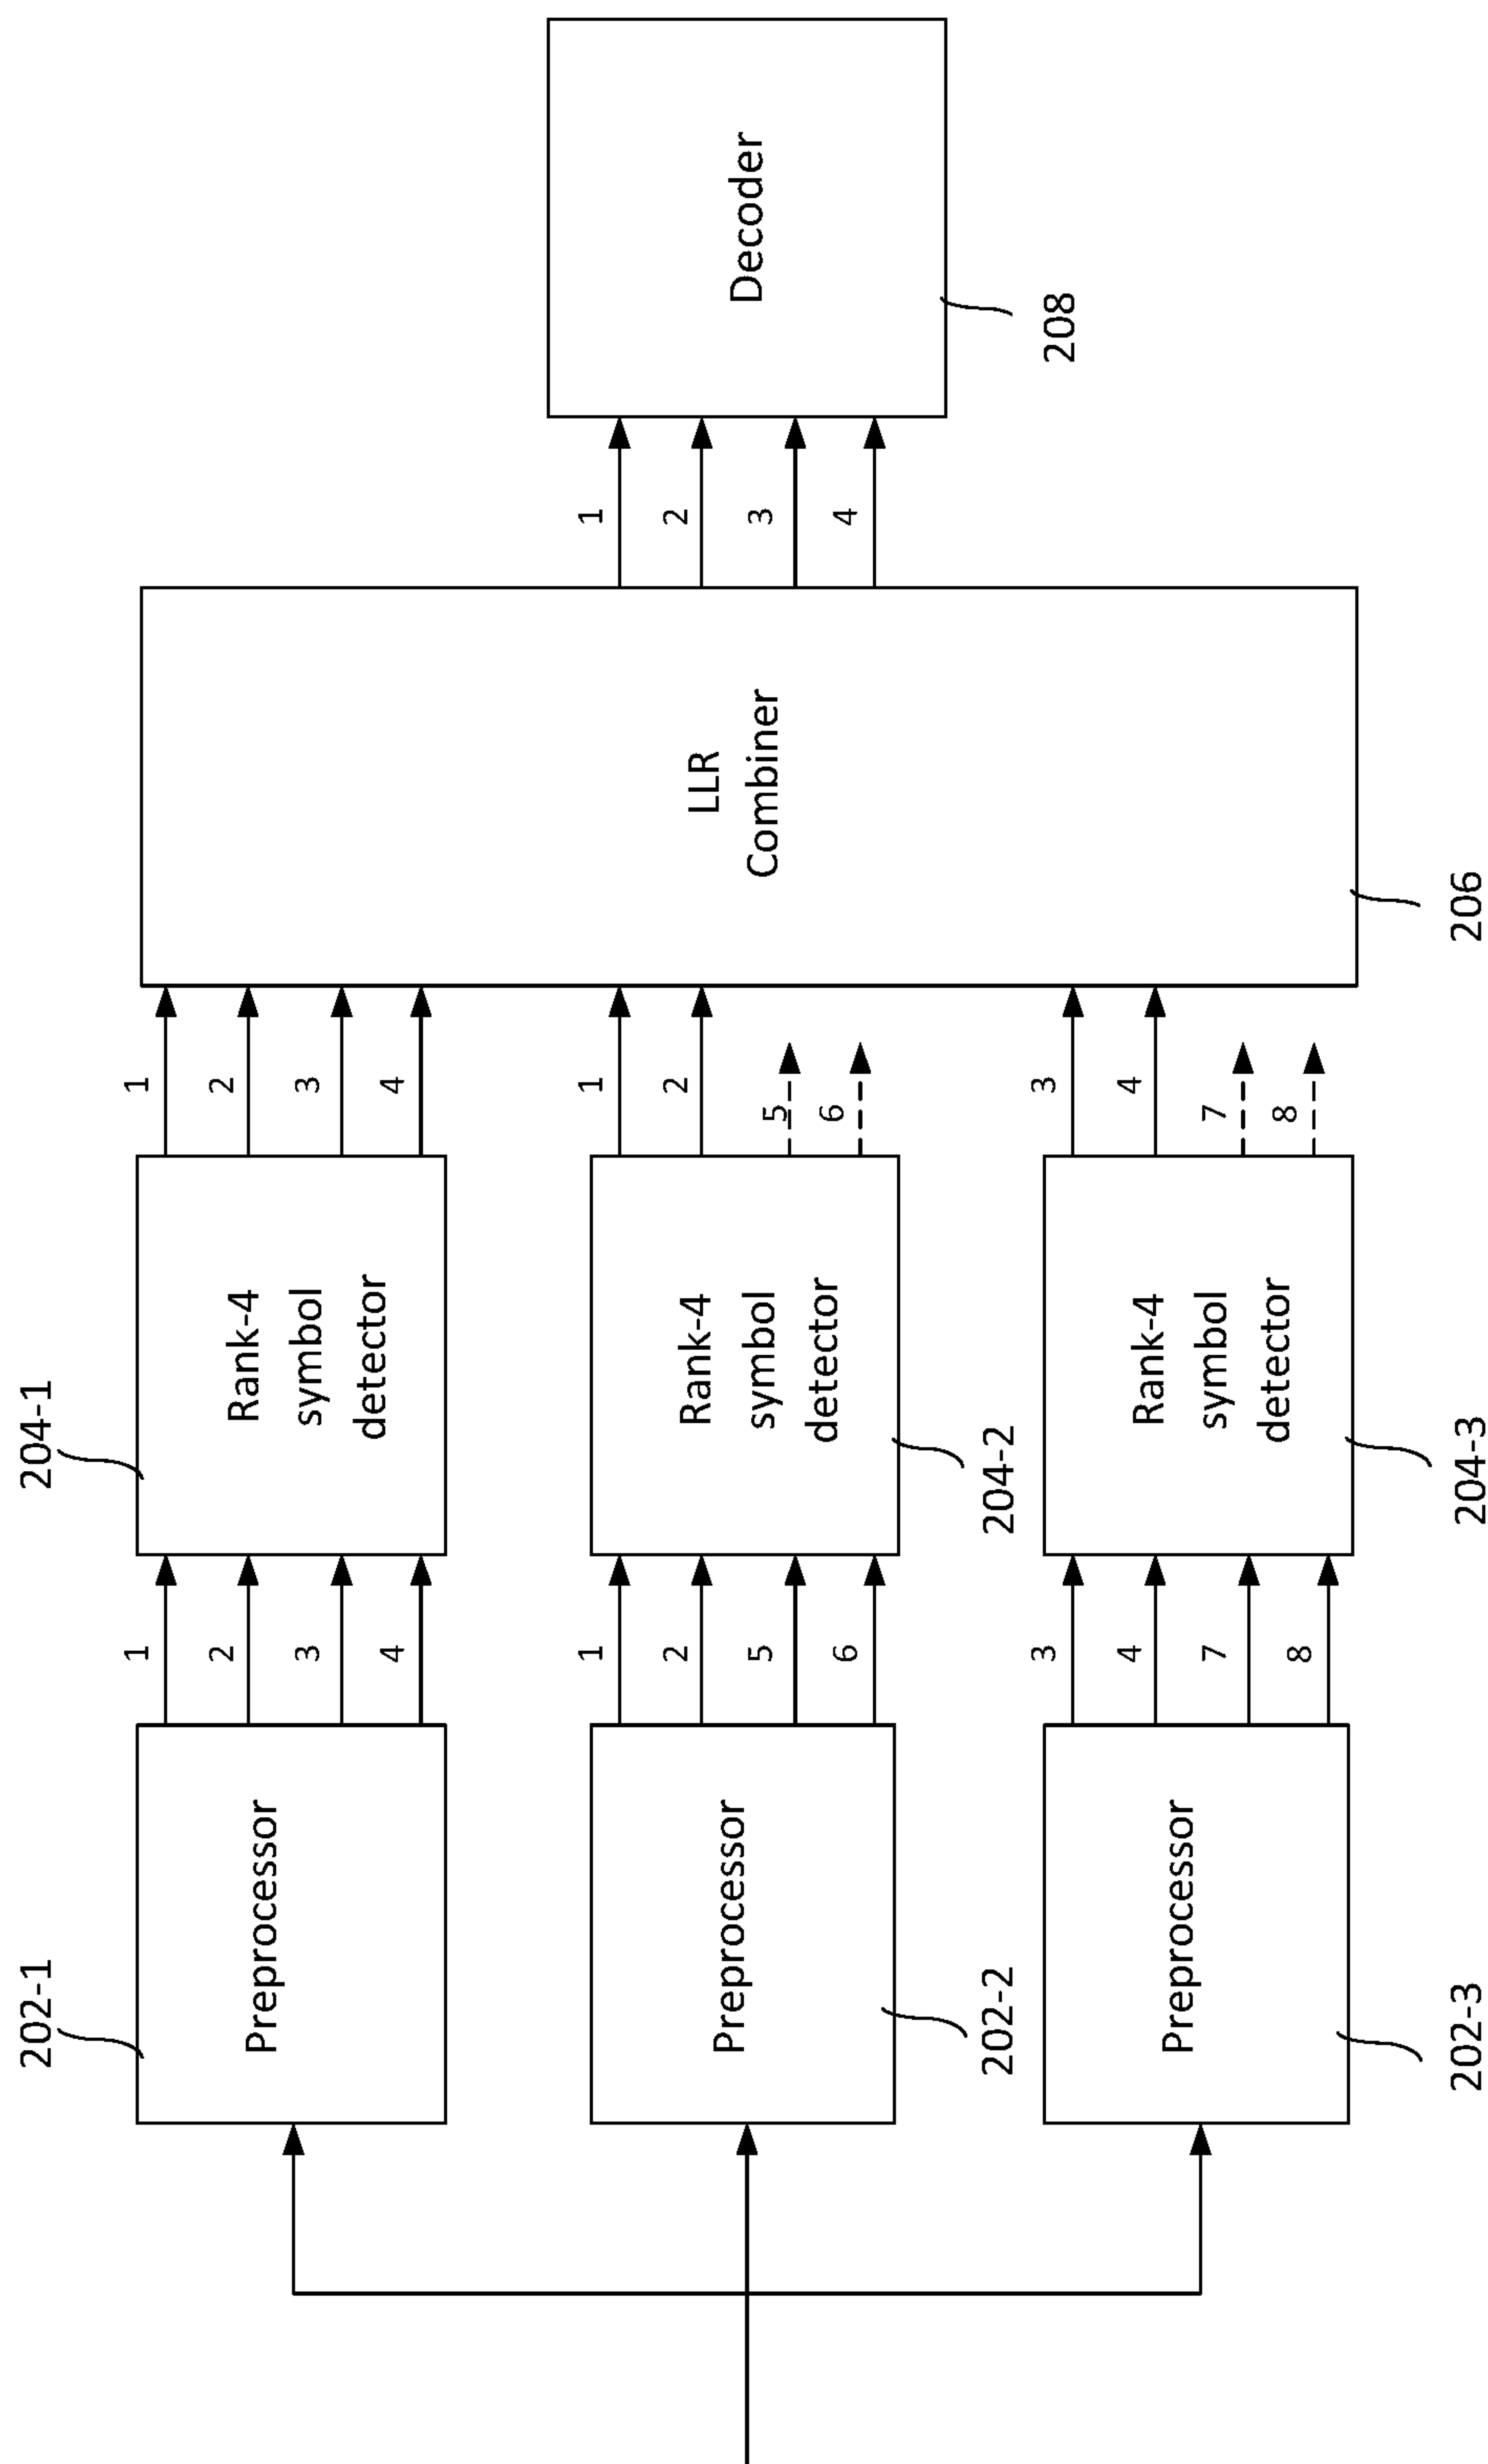 202-1
Preprocessor
1
2
3
4
204-1
Rank-4
symbol
detector
1
2
3
4
202-2
Preprocessor
1
2
5
6
204-2
Rank-4
symbol
detector
1
2
5
6
202-3
Preprocessor
3
4
7
8
204-3
Rank-4
symbol
detector
3
4
7
8
LLR
Combiner
206
1
2
3
4
Decoder
208